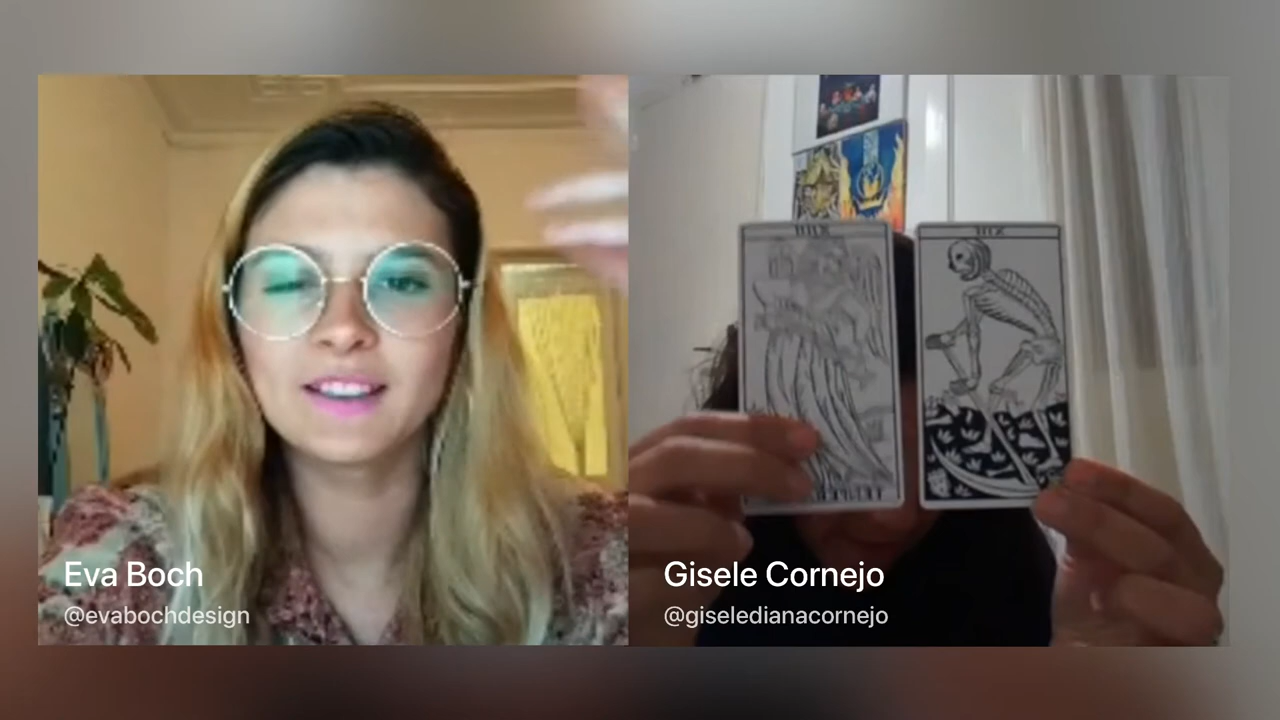 Eva Boch
@evabochdesign
Gisele Cornejo
@giseledianacornejo